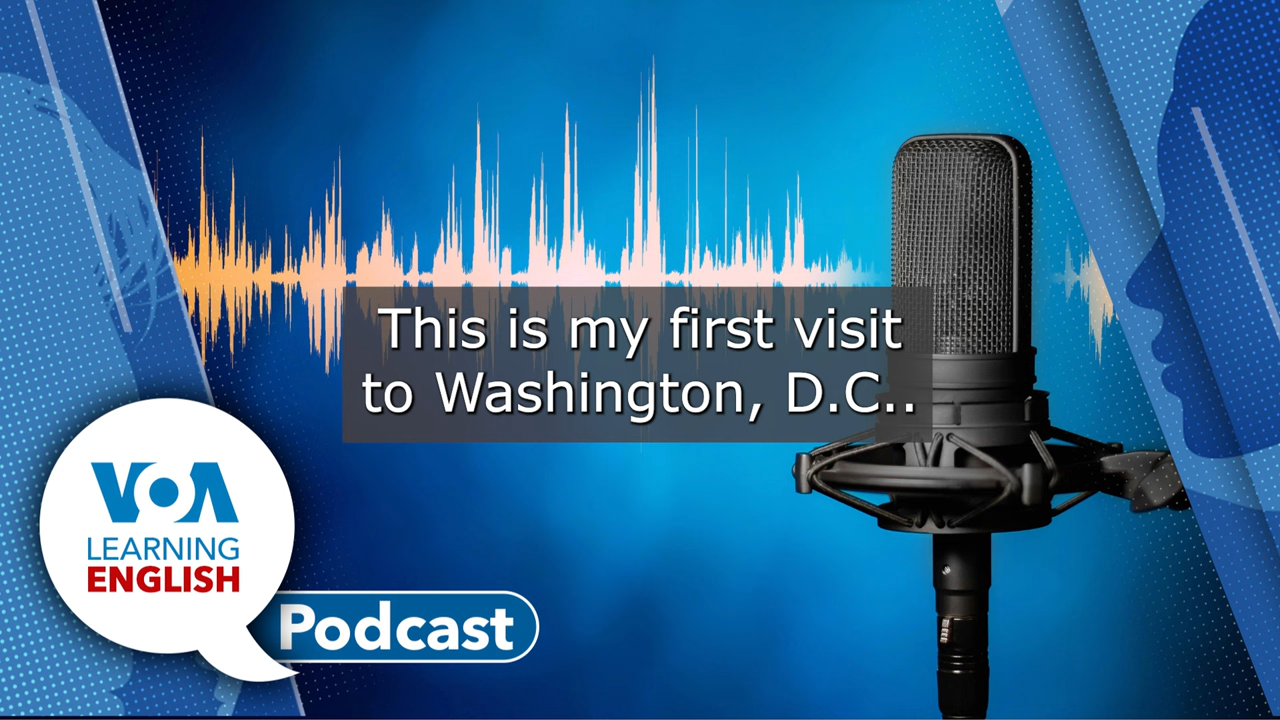 This is my first visit
to Washington, D.C..
VOA
LEARNING
ENGLISH
Podcast